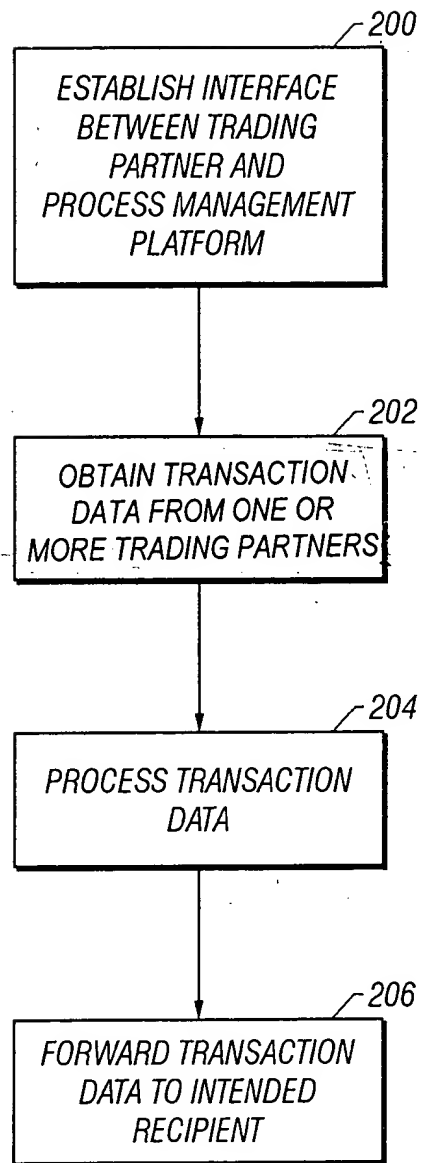 200
ESTABLISH INTERFACE
BETWEEN TRADING
PARTNER AND
PROCESS MANAGEMENT
PLATFORM
202
OBTAIN TRANSACTION
DATA FROM ONE OR
MORE TRADING PARTNERS
204
PROCESS TRANSACTION
DATA
206
FORWARD TRANSACTION
DATA TO INTENDED
RECIPIENT